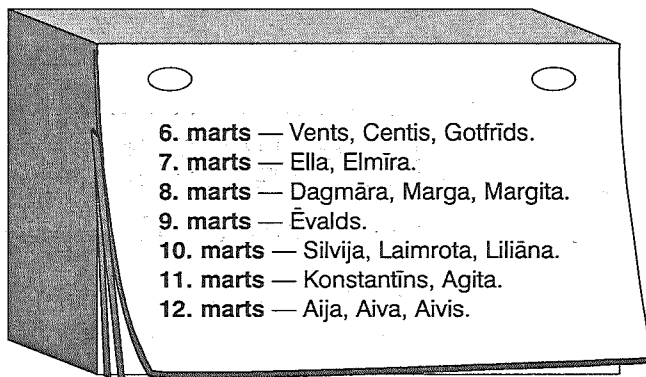 6. marts — Vents, Centis, Gotfrīds.
7. marts — Ella, Elmīra.
8. marts — Dagmāra, Marga, Margita.
9. marts — Ēvalds.
10. marts — Silvija, Laimrota, Liliāna.
11. marts — Konstantīns, Agita.
12. marts — Aija, Aiva, Aivis.